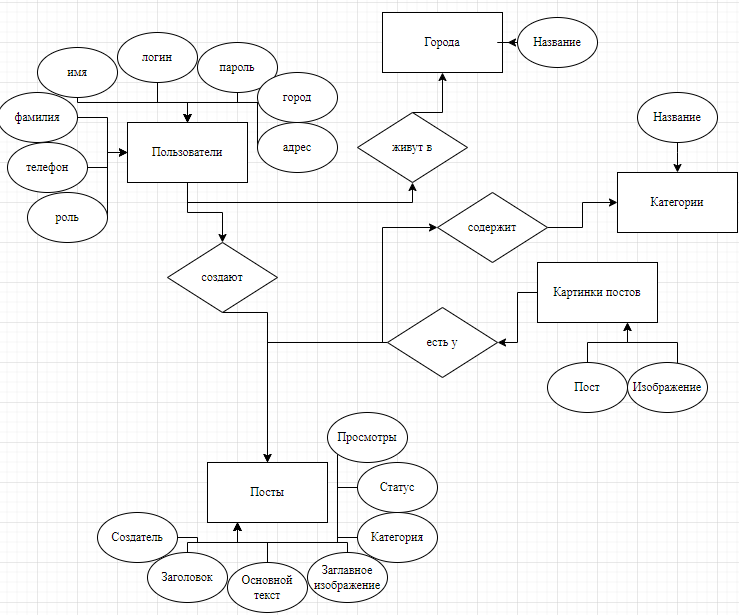 Города
Название
логин
пароль
имя
город
фамилия
Название
Пользователи
живут в
адрес
телефон
Категории
роль
содержит
создают
Картинки постов
есть у
Пост
Изображение
Просмотры
Посты
Статус
Создатель
Категория
Заголовок
Основной
текст
Заглавное
изображение